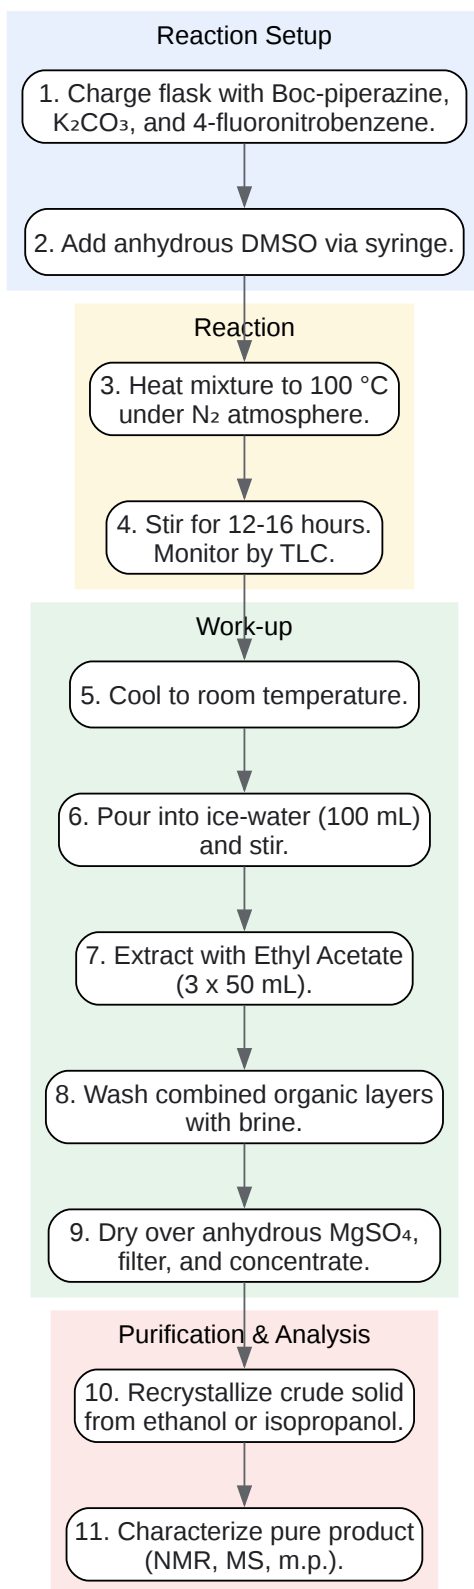 Reaction Setup
1. Charge flask with Boc-piperazine,
K₂CO₃, and 4-fluoronitrobenzene.
2. Add anhydrous DMSO via syringe.
Reaction
3. Heat mixture to 100 °C
under N₂ atmosphere.
4. Stir for 12-16 hours.
Monitor by TLC.
Work-up
5. Cool to room temperature.
6. Pour into ice-water (100 mL)
and stir.
7. Extract with Ethyl Acetate
(3 x 50 mL).
8. Wash combined organic layers
with brine.
9. Dry over anhydrous MgSO₄,
filter, and concentrate.
Purification & Analysis
10. Recrystallize crude solid
from ethanol or isopropanol.
11. Characterize pure product
(NMR, MS, m.p.).